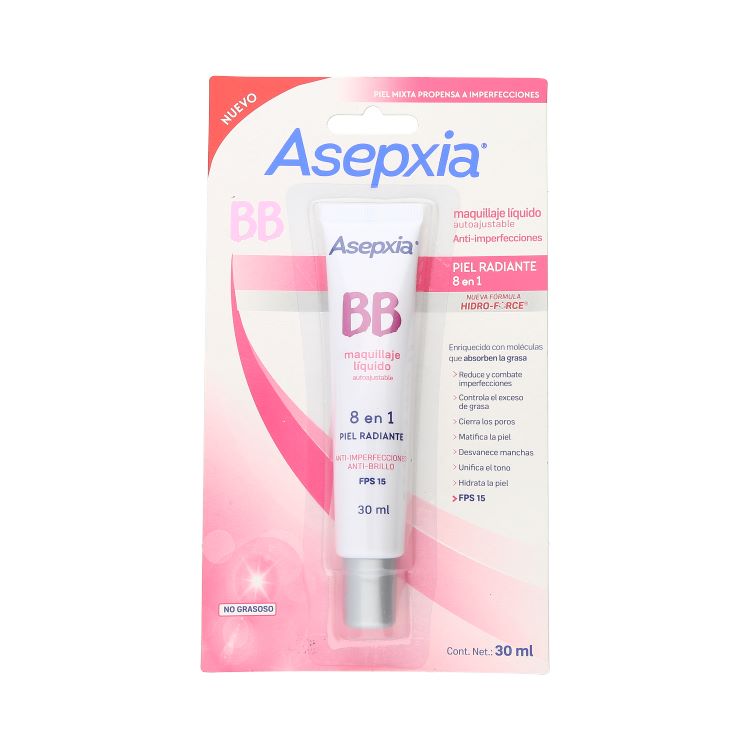 NUEVO
PIEL MIXTA PROPENSA A IMPERFECCIONES
Asepxia®
BB
maquillaje líquido
autoajustable
Anti-imperfecciones
PIEL RADIANTE
8 en 1
NUEVA FÓRMULA
HIDRO-FORCE®
Enriquecido con moléculas
que absorben la grasa
> Reduce y combate
imperfecciones
> Controla el exceso
de grasa
> Cierra los poros
> Matifica la piel
> Desvanece manchas
> Unifica el tono
> Hidrata la piel
> FPS 15
Asepxia®
BB
maquillaje
líquido
autoajustable
8 en 1
PIEL RADIANTE
ANTI-IMPERFECCIONES
ANTI-BRILLO
FPS 15
30 ml
NO GRASOSO
Cont. Net.: 30 ml